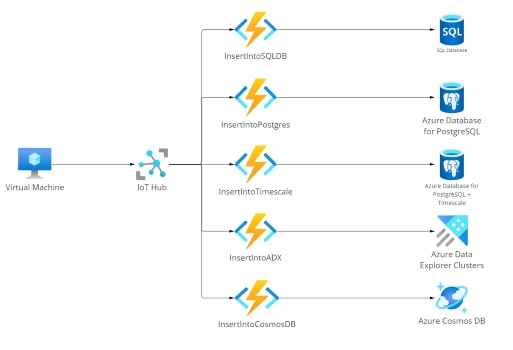 InsertIntoSQLDB
SQL
SQL Database
InsertIntoPostgres
Azure Database
for PostgreSQL
Virtual Machine
IoT Hub
InsertIntoTimescale
Azure Database for
PostgreSQL +
Timescale
InsertIntoADX
Azure Data
Explorer Clusters
InsertIntoCosmosDB
Azure Cosmos DB